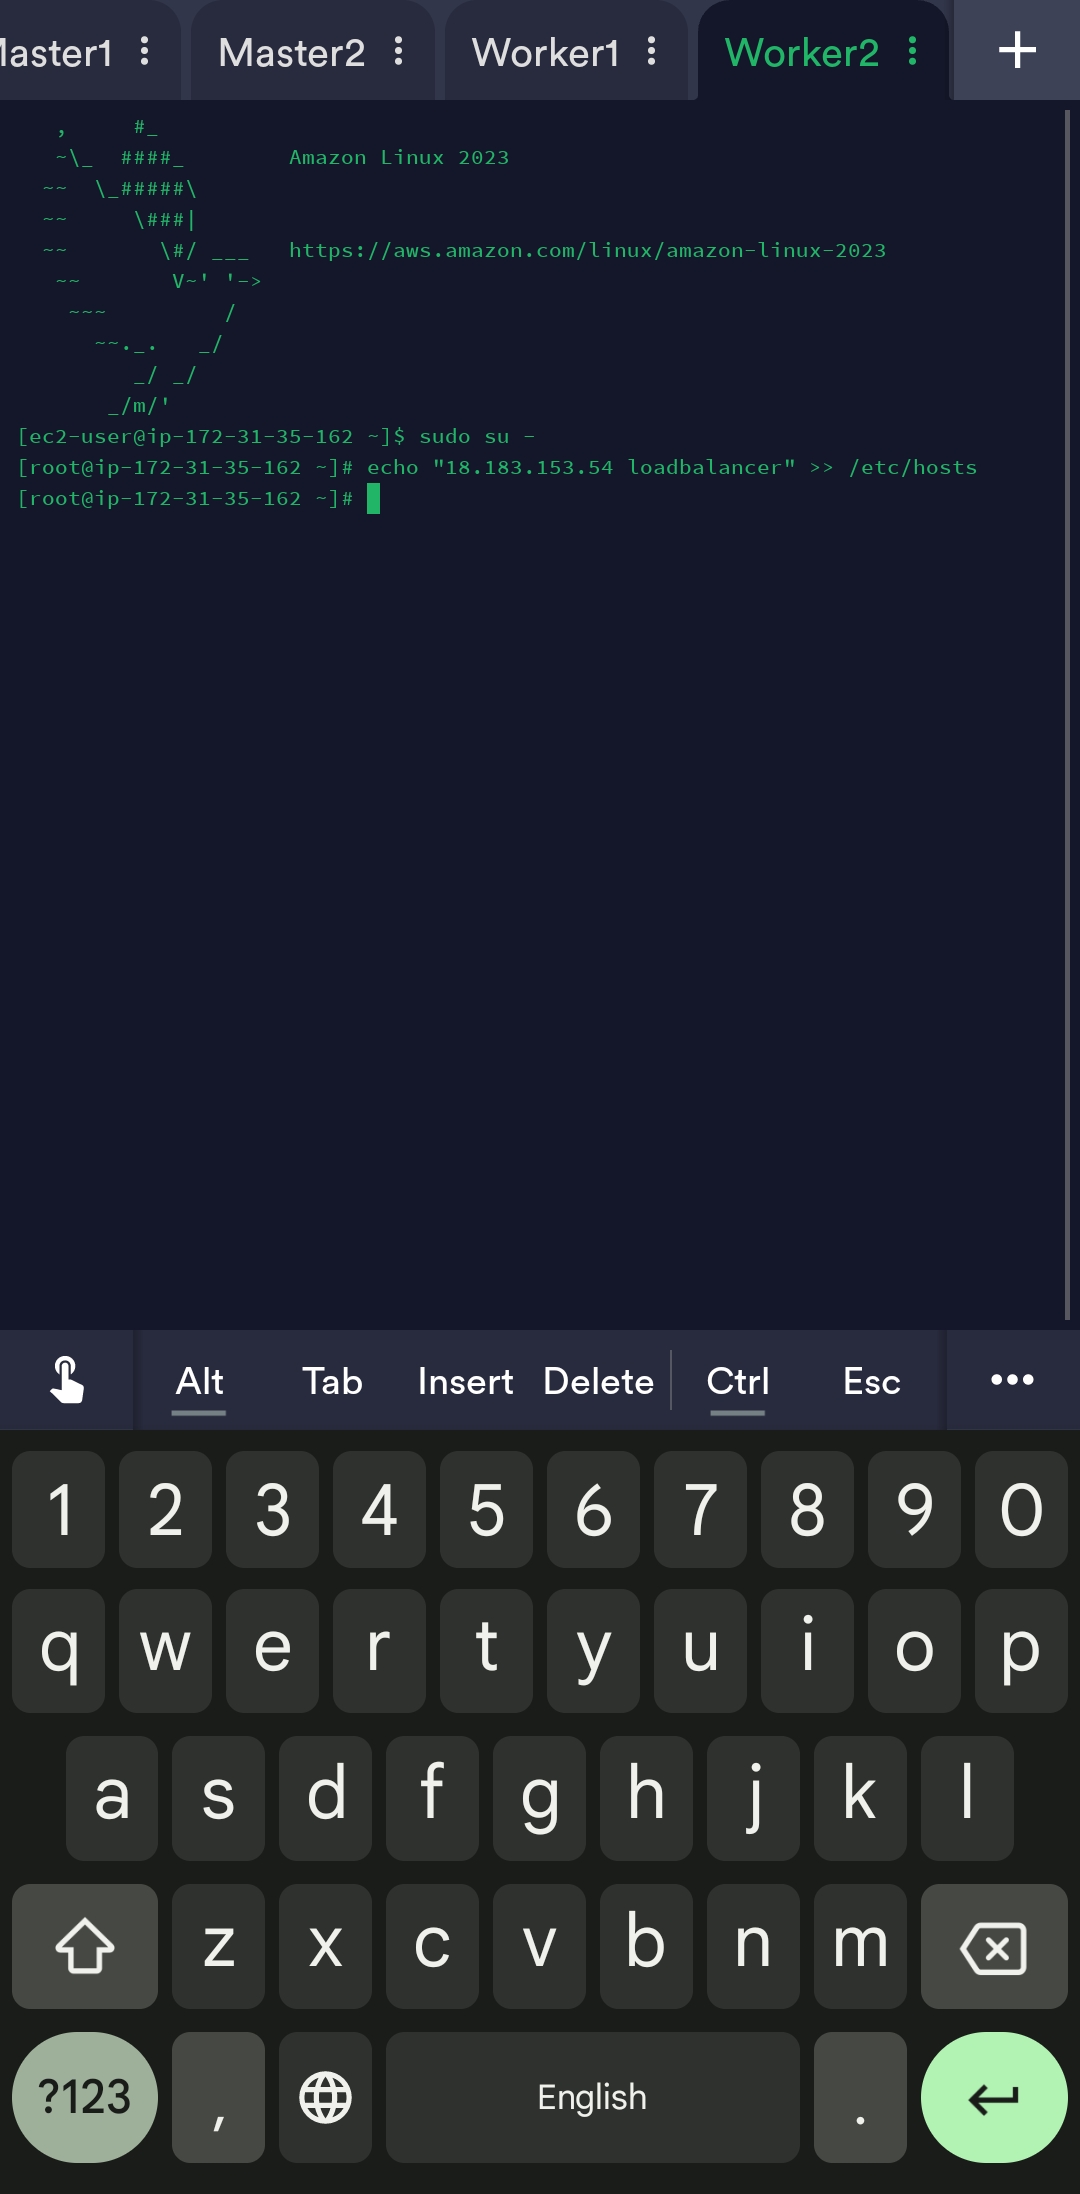 Master1 Master2 Worker1 Worker2 +
   ,     #_
   ~\_  ####_        Amazon Linux 2023
  ~~  \_#####\
  ~~     \###|
  ~~       \#/ ___   https://aws.amazon.com/linux/amazon-linux-2023
   ~~       V~' '->
    ~~~         /
      ~~._.   _/
         _/ _/
       _/m/'
[ec2-user@ip-172-31-35-162 ~]$ sudo su -
[root@ip-172-31-35-162 ~]# echo "18.183.153.54 loadbalancer" >> /etc/hosts
[root@ip-172-31-35-162 ~]#
Alt Tab Insert Delete Ctrl Esc
1 2 3 4 5 6 7 8 9 0
q w e r t y u i o p
a s d f g h j k l
z x c v b n m
?123 , English .